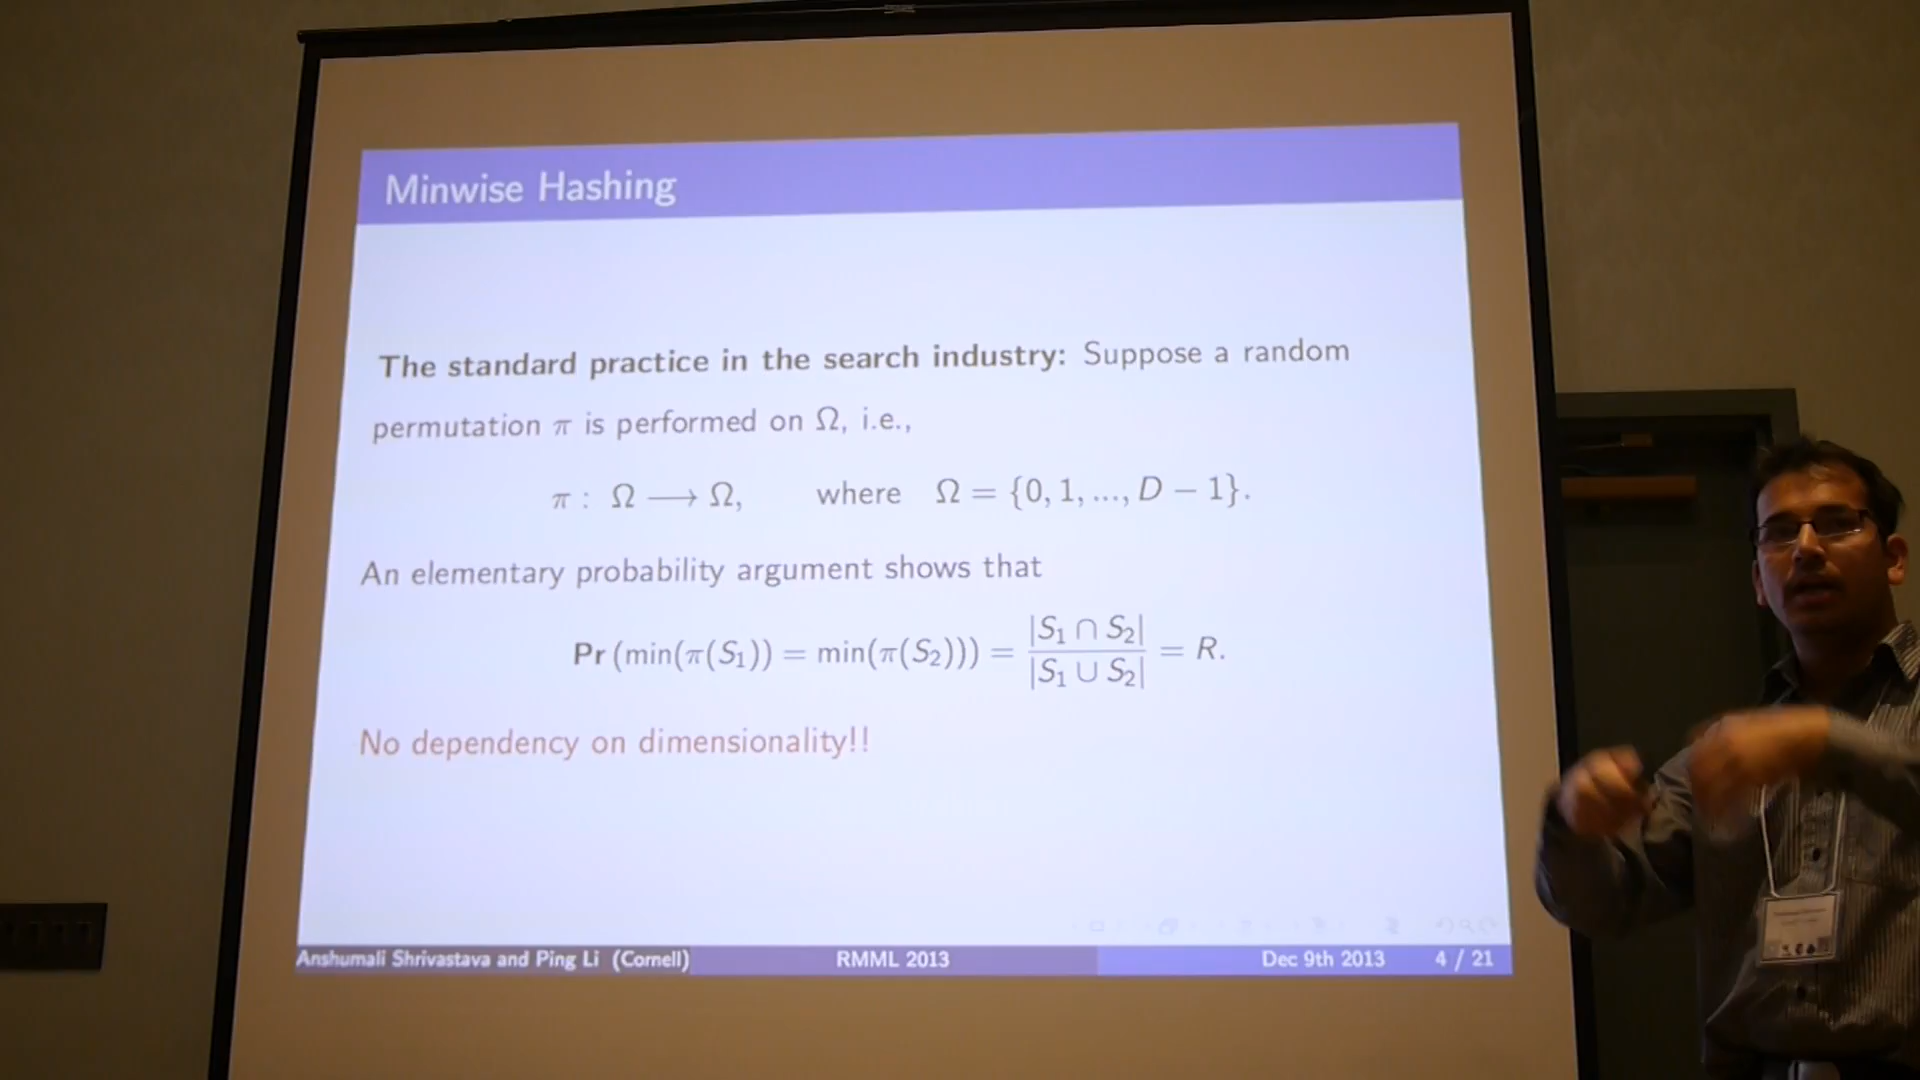 Minwise Hashing
The standard practice in the search industry: Suppose a random
permutation π is performed on Ω, i.e.,
π : Ω ⟶ Ω, where Ω = {0, 1, ..., D − 1}.
An elementary probability argument shows that
Pr (min(π(S₁)) = min(π(S₂))) = |S₁ ∩ S₂| / |S₁ ∪ S₂| = R.
No dependency on dimensionality!!
Anshumali Shrivastava and Ping Li (Cornell) RMML 2013 Dec 9th 2013 4 / 21